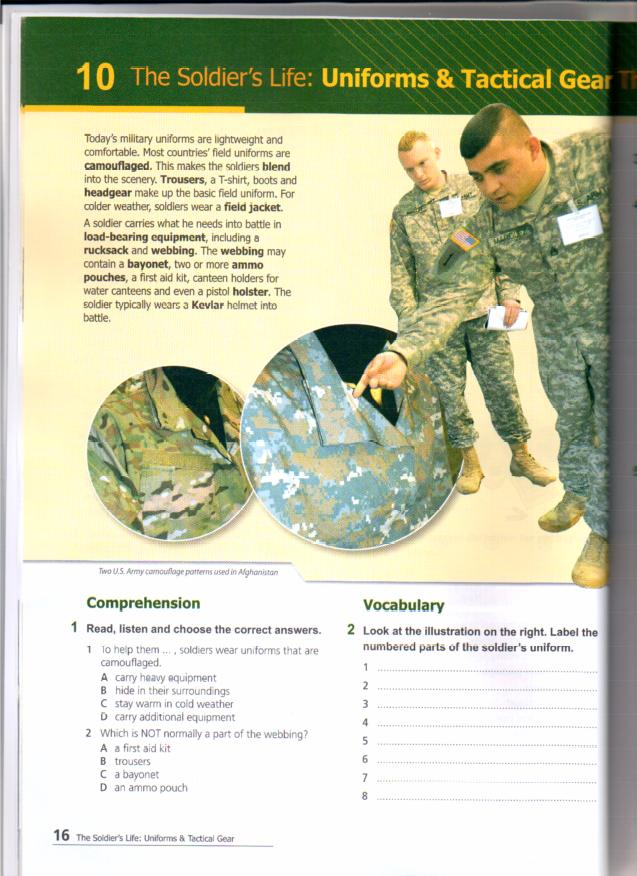 10 The Soldier's Life: Uniforms & Tactical Gear
Today's military uniforms are lightweight and
comfortable. Most countries' field uniforms are
camouflaged. This makes the soldiers blend
into the scenery. Trousers, a T-shirt, boots and
headgear make up the basic field uniform. For
colder weather, soldiers wear a field jacket.
A soldier carries what he needs into battle in
load-bearing equipment, including a
rucksack and webbing. The webbing may
contain a bayonet, two or more ammo
pouches, a first aid kit, canteen holders for
water canteens and even a pistol holster. The
soldier typically wears a Kevlar helmet into
battle.
Two U.S. Army camouflage patterns used in Afghanistan
Comprehension
1 Read, listen and choose the correct answers.
1 To help them ... , soldiers wear uniforms that are
camouflaged.
A carry heavy equipment
B hide in their surroundings
C stay warm in cold weather
D carry additional equipment
2 Which is NOT normally a part of the webbing?
A a first aid kit
B trousers
C a bayonet
D an ammo pouch
Vocabulary
2 Look at the illustration on the right. Label the
numbered parts of the soldier's uniform.
1
2
3
4
5
6
7
8
16 The Soldier's Life: Uniforms & Tactical Gear